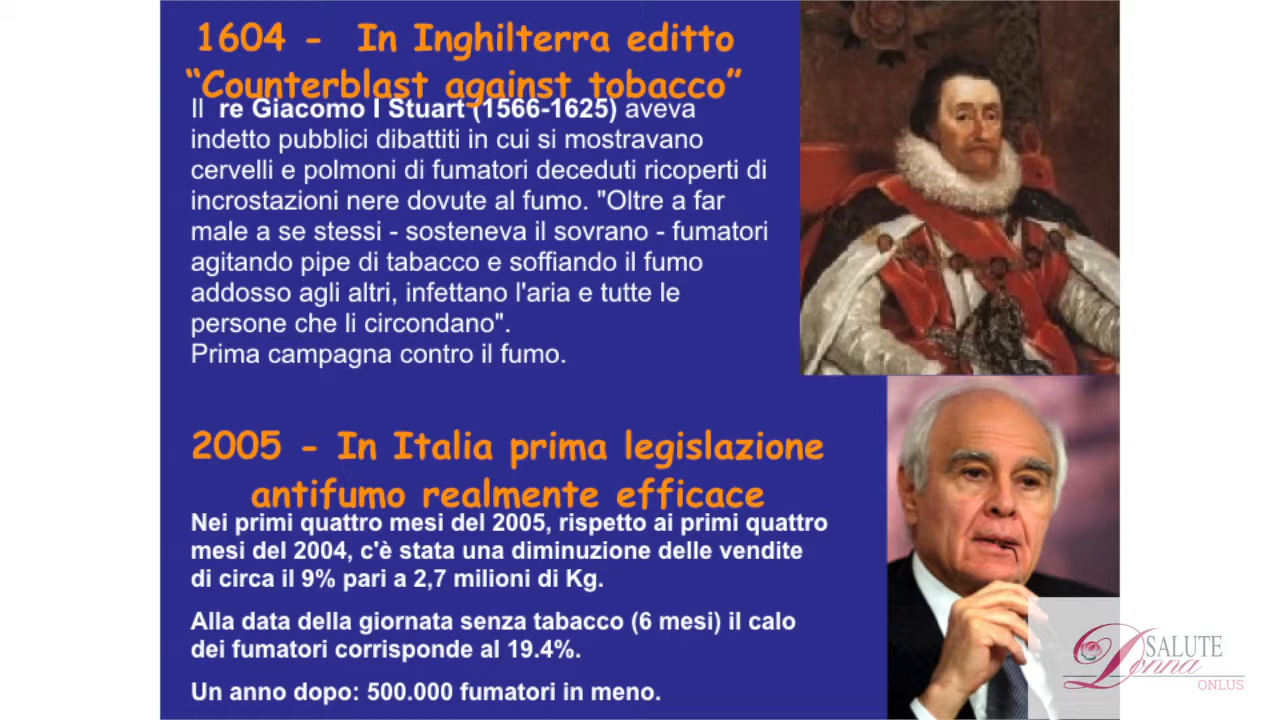 1604 - In Inghilterra editto
“Counterblast against tobacco”
Il re Giacomo I Stuart (1566-1625) aveva
indetto pubblici dibattiti in cui si mostravano
cervelli e polmoni di fumatori deceduti ricoperti di
incrostazioni nere dovute al fumo. "Oltre a far
male a se stessi - sosteneva il sovrano - fumatori
agitando pipe di tabacco e soffiando il fumo
addosso agli altri, infettano l'aria e tutte le
persone che li circondano".
Prima campagna contro il fumo.
2005 - In Italia prima legislazione
antifumo realmente efficace
Nei primi quattro mesi del 2005, rispetto ai primi quattro
mesi del 2004, c'è stata una diminuzione delle vendite
di circa il 9% pari a 2,7 milioni di Kg.
Alla data della giornata senza tabacco (6 mesi) il calo
dei fumatori corrisponde al 19.4%.
Un anno dopo: 500.000 fumatori in meno.
SALUTE
Donna
ONLUS